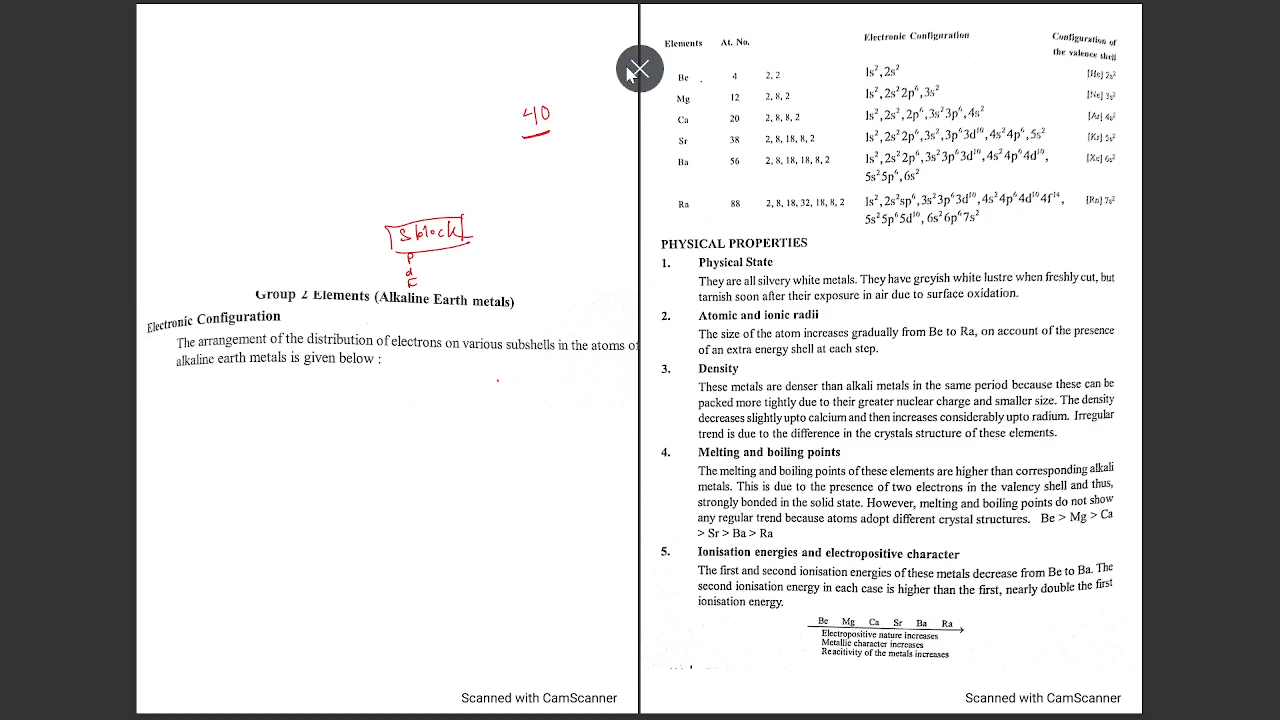 40
S block
P
d
F
Group 2 Elements (Alkaline Earth metals)
Electronic Configuration
The arrangement of the distribution of electrons on various subshells in the atoms of
alkaline earth metals is given below :
Scanned with CamScanner
Elements At. No. Electronic Configuration Configuration of
the valence shell
Be 4 2, 2 1s², 2s² [He] 2s²
Mg 12 2, 8, 2 1s², 2s² 2p⁶, 3s² [Ne] 3s²
Ca 20 2, 8, 8, 2 1s², 2s², 2p⁶, 3s² 3p⁶, 4s² [Ar] 4s²
Sr 38 2, 8, 18, 8, 2 1s², 2s² 2p⁶, 3s², 3p⁶ 3d¹⁰, 4s² 4p⁶, 5s² [Kr] 5s²
Ba 56 2, 8, 18, 18, 8, 2 1s², 2s² 2p⁶, 3s² 3p⁶ 3d¹⁰, 4s² 4p⁶ 4d¹⁰, [Xe] 6s²
5s² 5p⁶, 6s²
Ra 88 2, 8, 18, 32, 18, 8, 2 1s², 2s² sp⁶, 3s² 3p⁶ 3d¹⁰, 4s² 4p⁶ 4d¹⁰ 4f¹⁴, [Rn] 7s²
5s² 5p⁶ 5d¹⁰, 6s² 6p⁶ 7s²
PHYSICAL PROPERTIES
1. Physical State
They are all silvery white metals. They have greyish white lustre when freshly cut, but
tarnish soon after their exposure in air due to surface oxidation.
2. Atomic and ionic radii
The size of the atom increases gradually from Be to Ra, on account of the presence
of an extra energy shell at each step.
3. Density
These metals are denser than alkali metals in the same period because these can be
packed more tightly due to their greater nuclear charge and smaller size. The density
decreases slightly upto calcium and then increases considerably upto radium. Irregular
trend is due to the difference in the crystals structure of these elements.
4. Melting and boiling points
The melting and boiling points of these elements are higher than corresponding alkali
metals. This is due to the presence of two electrons in the valency shell and thus,
strongly bonded in the solid state. However, melting and boiling points do not show
any regular trend because atoms adopt different crystal structures. Be > Mg > Ca
> Sr > Ba > Ra
5. Ionisation energies and electropositive character
The first and second ionisation energies of these metals decrease from Be to Ba. The
second ionisation energy in each case is higher than the first, nearly double the first
ionisation energy.
Be Mg Ca Sr Ba Ra
Electropositive nature increases
Metallic character increases
Reacitivity of the metals increases
Scanned with CamScanner